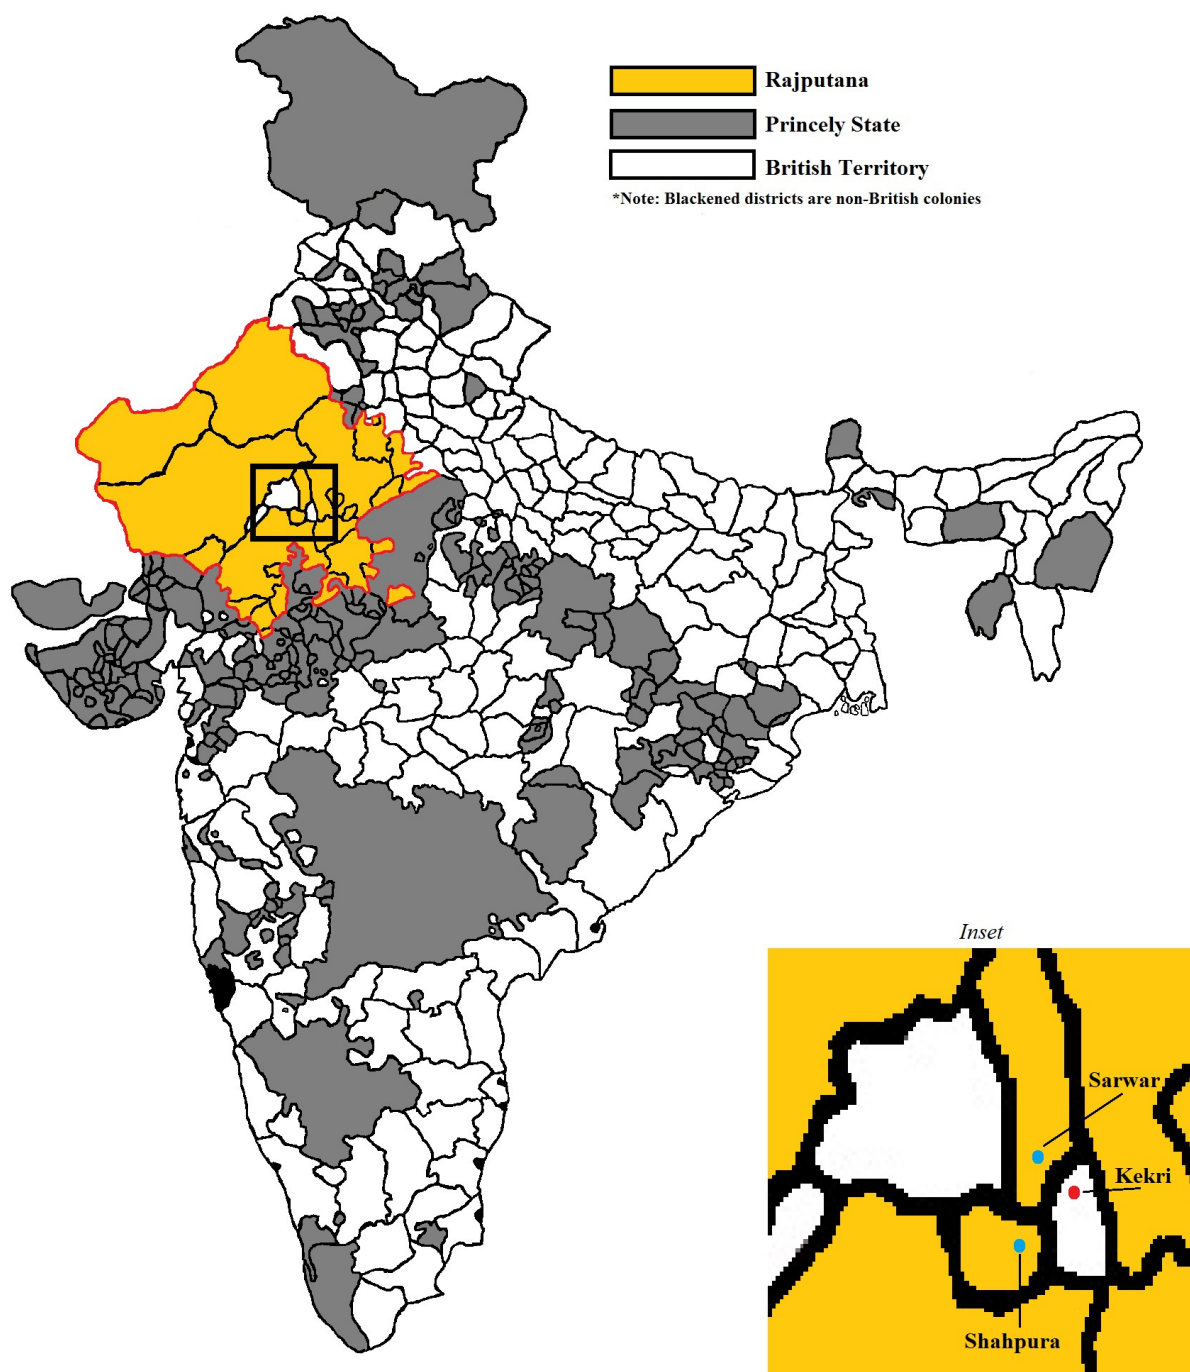 Rajputana
Princely State
British Territory
*Note: Blackened districts are non-British colonies
Inset
Sarwar
Kekri
Shahpura